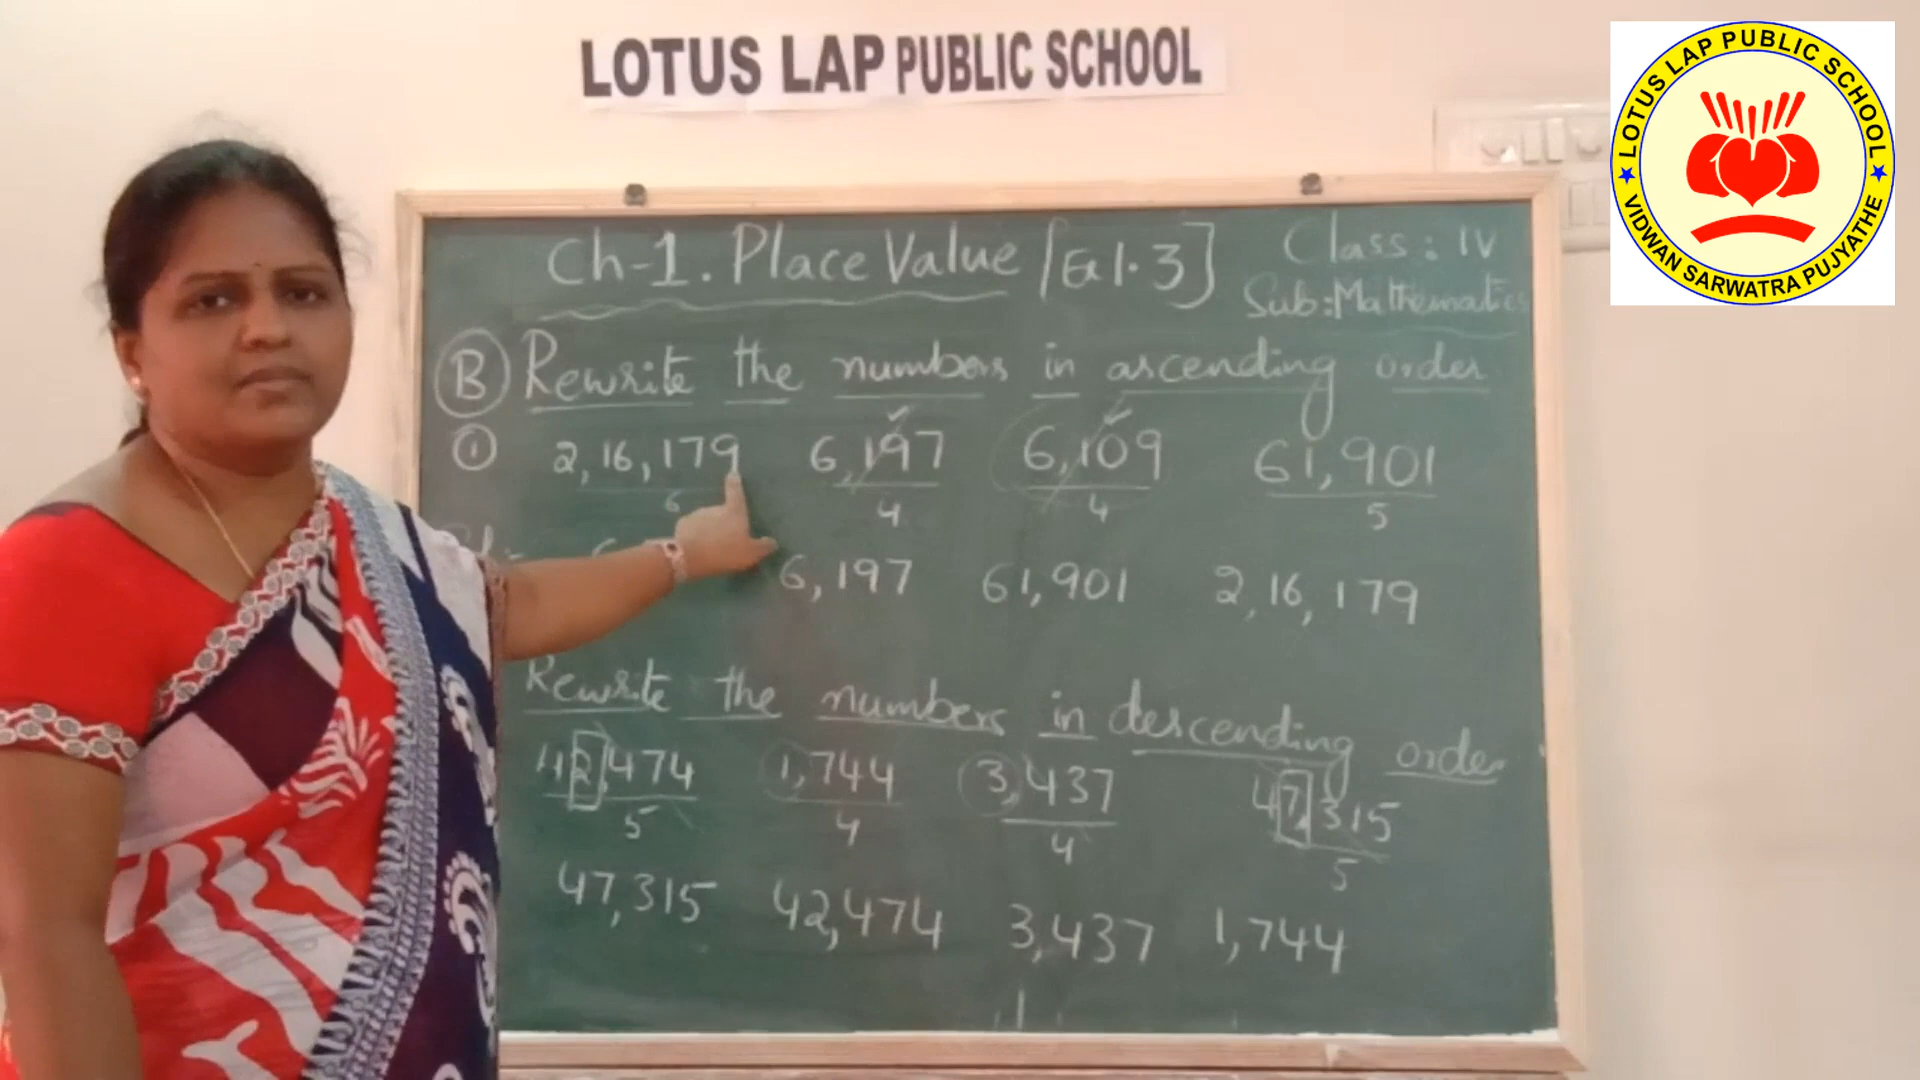 LOTUS LAP PUBLIC SCHOOL
LOTUS LAP PUBLIC SCHOOL
VIDWAN SARWATRA PUJYATHE
Ch-1. Place Value [Ex 1.3]
Class: IV
Sub: Mathematics
B Rewrite the numbers in ascending order
1 2,16,179 6,197 6,109 61,901
6 4 4 5
6,197 61,901 2,16,179
Rewrite the numbers in descending order
42,474 1,744 3,437 47,315
5 4 4 5
47,315 42,474 3,437 1,744